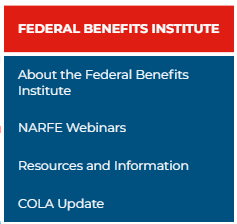 FEDERAL BENEFITS INSTITUTE
About the Federal Benefits
Institute
NARFE Webinars
Resources and Information
COLA Update